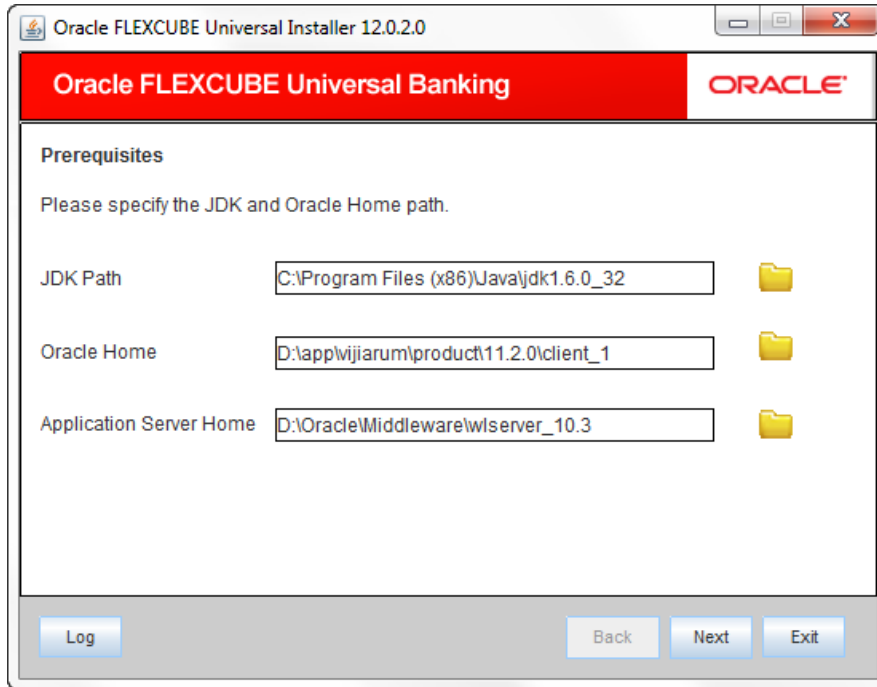 Oracle FLEXCUBE Universal Installer 12.0.2.0
Oracle FLEXCUBE Universal Banking
ORACLE
Prerequisites
Please specify the JDK and Oracle Home path.
JDK Path C:\Program Files (x86)\Java\jdk1.6.0_32
Oracle Home D:\app\vijiarum\product\11.2.0\client_1
Application Server Home D:\Oracle\Middleware\wlserver_10.3
Log Back Next Exit